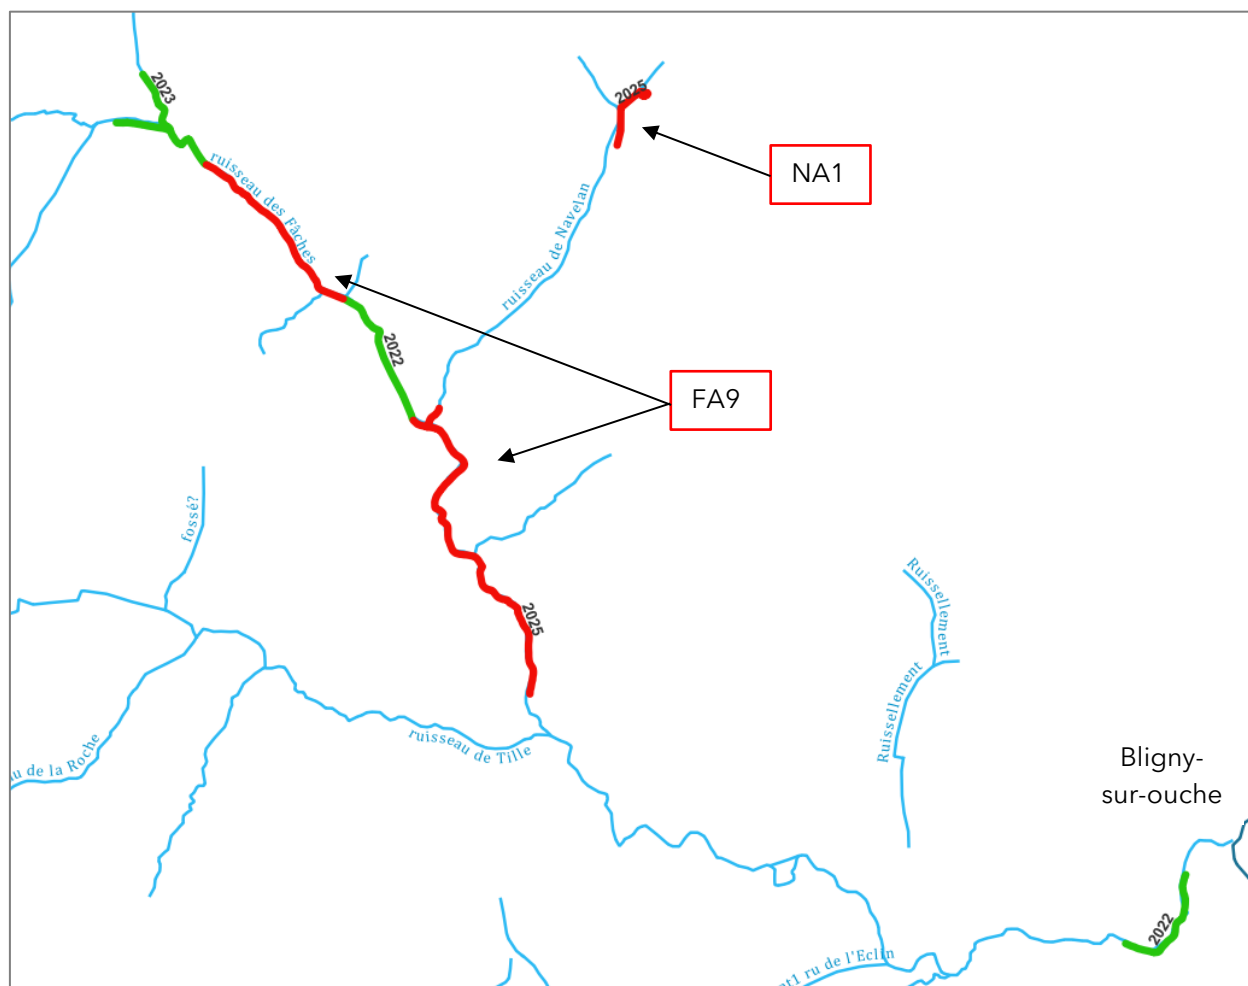 2023
2025
NA1
ruisseau des Fâches
ruisseau de Navelan
2022
FA9
fossé?
Ruissellement
2025
Ruissellement
ruisseau de Tille
u de la Roche
Bligny-
sur-ouche
2022
nt1 ru de l'Eclin